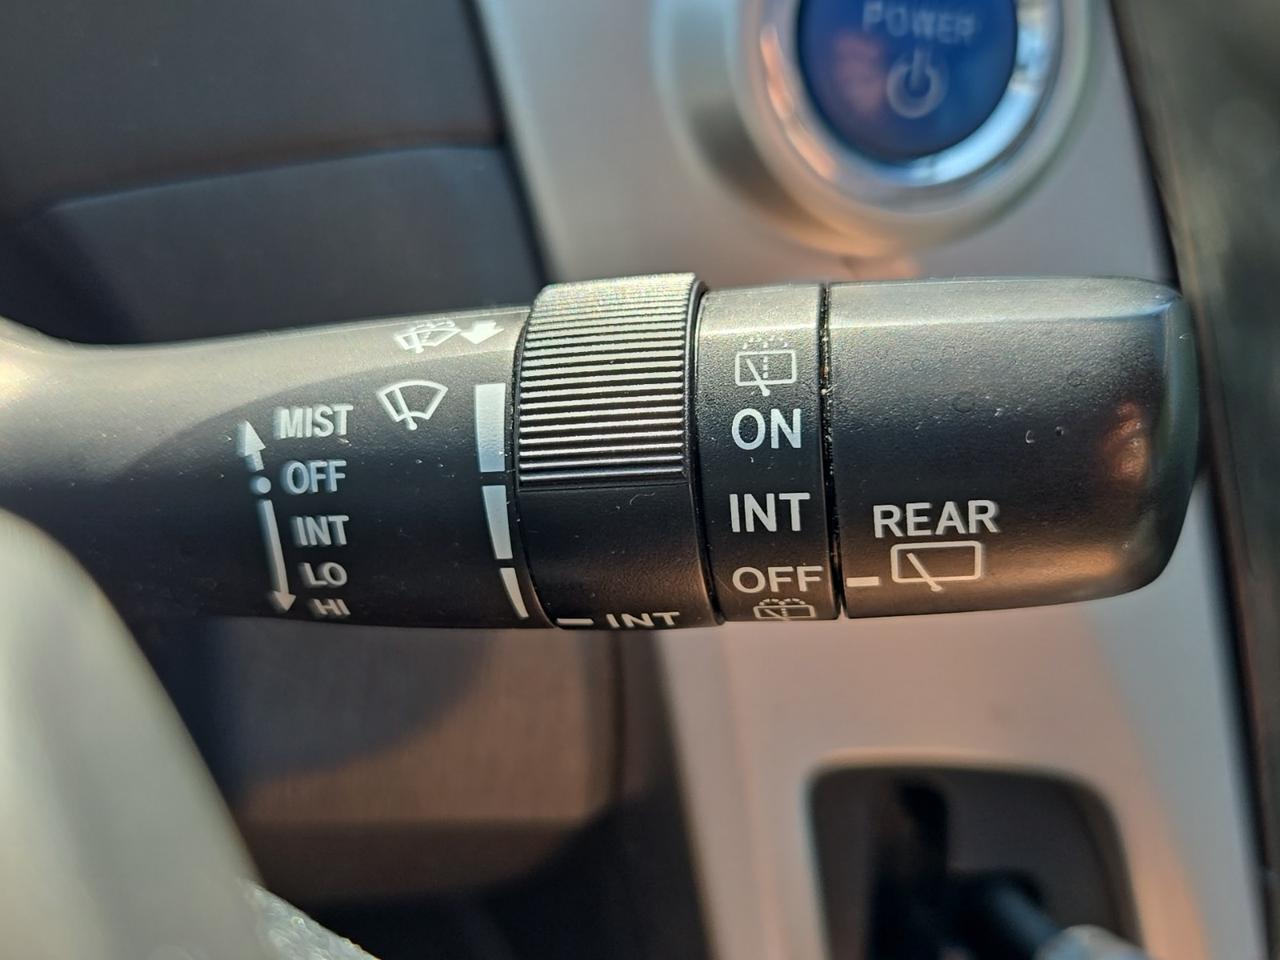 POWER
MIST
OFF
INT
LO
HI
INT
ON
INT
OFF
REAR